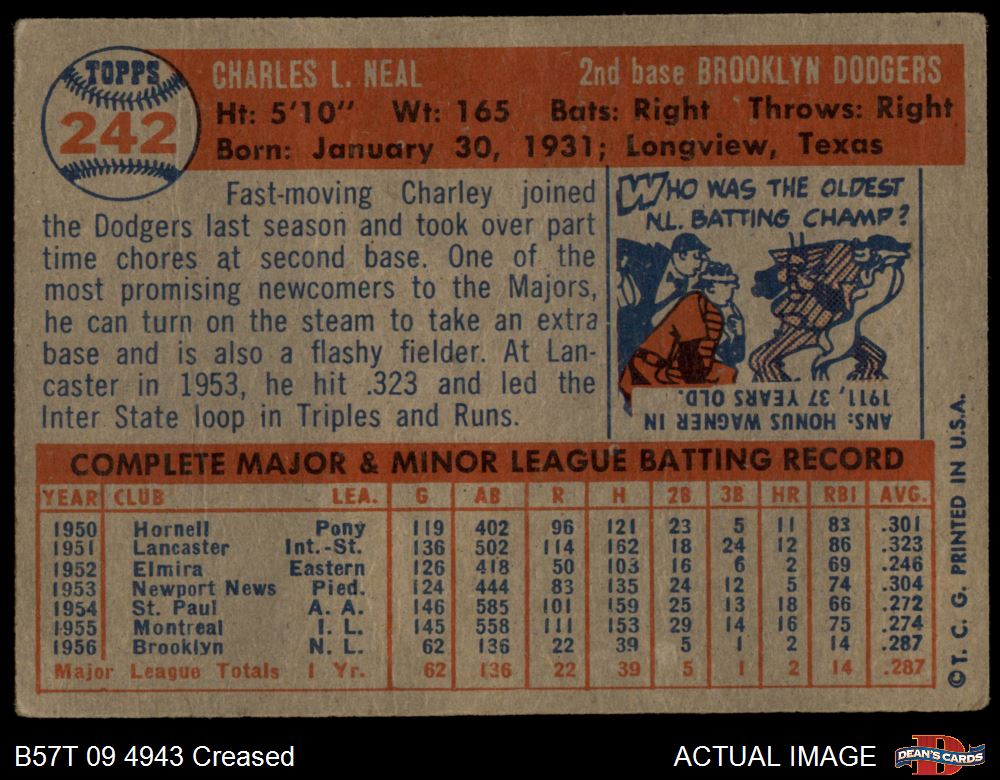 TOPPS
242
CHARLES L. NEAL 2nd base BROOKLYN DODGERS
Ht: 5'10" Wt: 165 Bats: Right Throws: Right
Born: January 30, 1931; Longview, Texas
Fast-moving Charley joined
the Dodgers last season and took over part
time chores at second base. One of the
most promising newcomers to the Majors,
he can turn on the steam to take an extra
base and is also a flashy fielder. At Lan-
caster in 1953, he hit .323 and led the
Inter State loop in Triples and Runs.
WHO WAS THE OLDEST
N.L. BATTING CHAMP?
ANS: HONUS WAGNER IN
1911, 37 YEARS OLD.
COMPLETE MAJOR & MINOR LEAGUE BATTING RECORD
YEAR CLUB LEA. G AB R H 2B 3B HR RBI AVG.
1950 Hornell Pony 119 402 96 121 23 5 11 83 .301
1951 Lancaster Int.-St. 136 502 114 162 18 24 12 86 .323
1952 Elmira Eastern 126 418 50 103 16 6 2 69 .246
1953 Newport News Pied. 124 444 83 135 24 12 5 74 .304
1954 St. Paul A. A. 146 585 101 159 25 13 18 66 .272
1955 Montreal I. L. 145 558 111 153 29 14 16 75 .274
1956 Brooklyn N. L. 62 136 22 39 5 1 2 14 .287
Major League Totals 1 Yr. 62 136 22 39 5 1 2 14 .287
©T. C. G. PRINTED IN U.S.A.
B57T 09 4943 Creased
ACTUAL IMAGE
DEAN'S CARDS